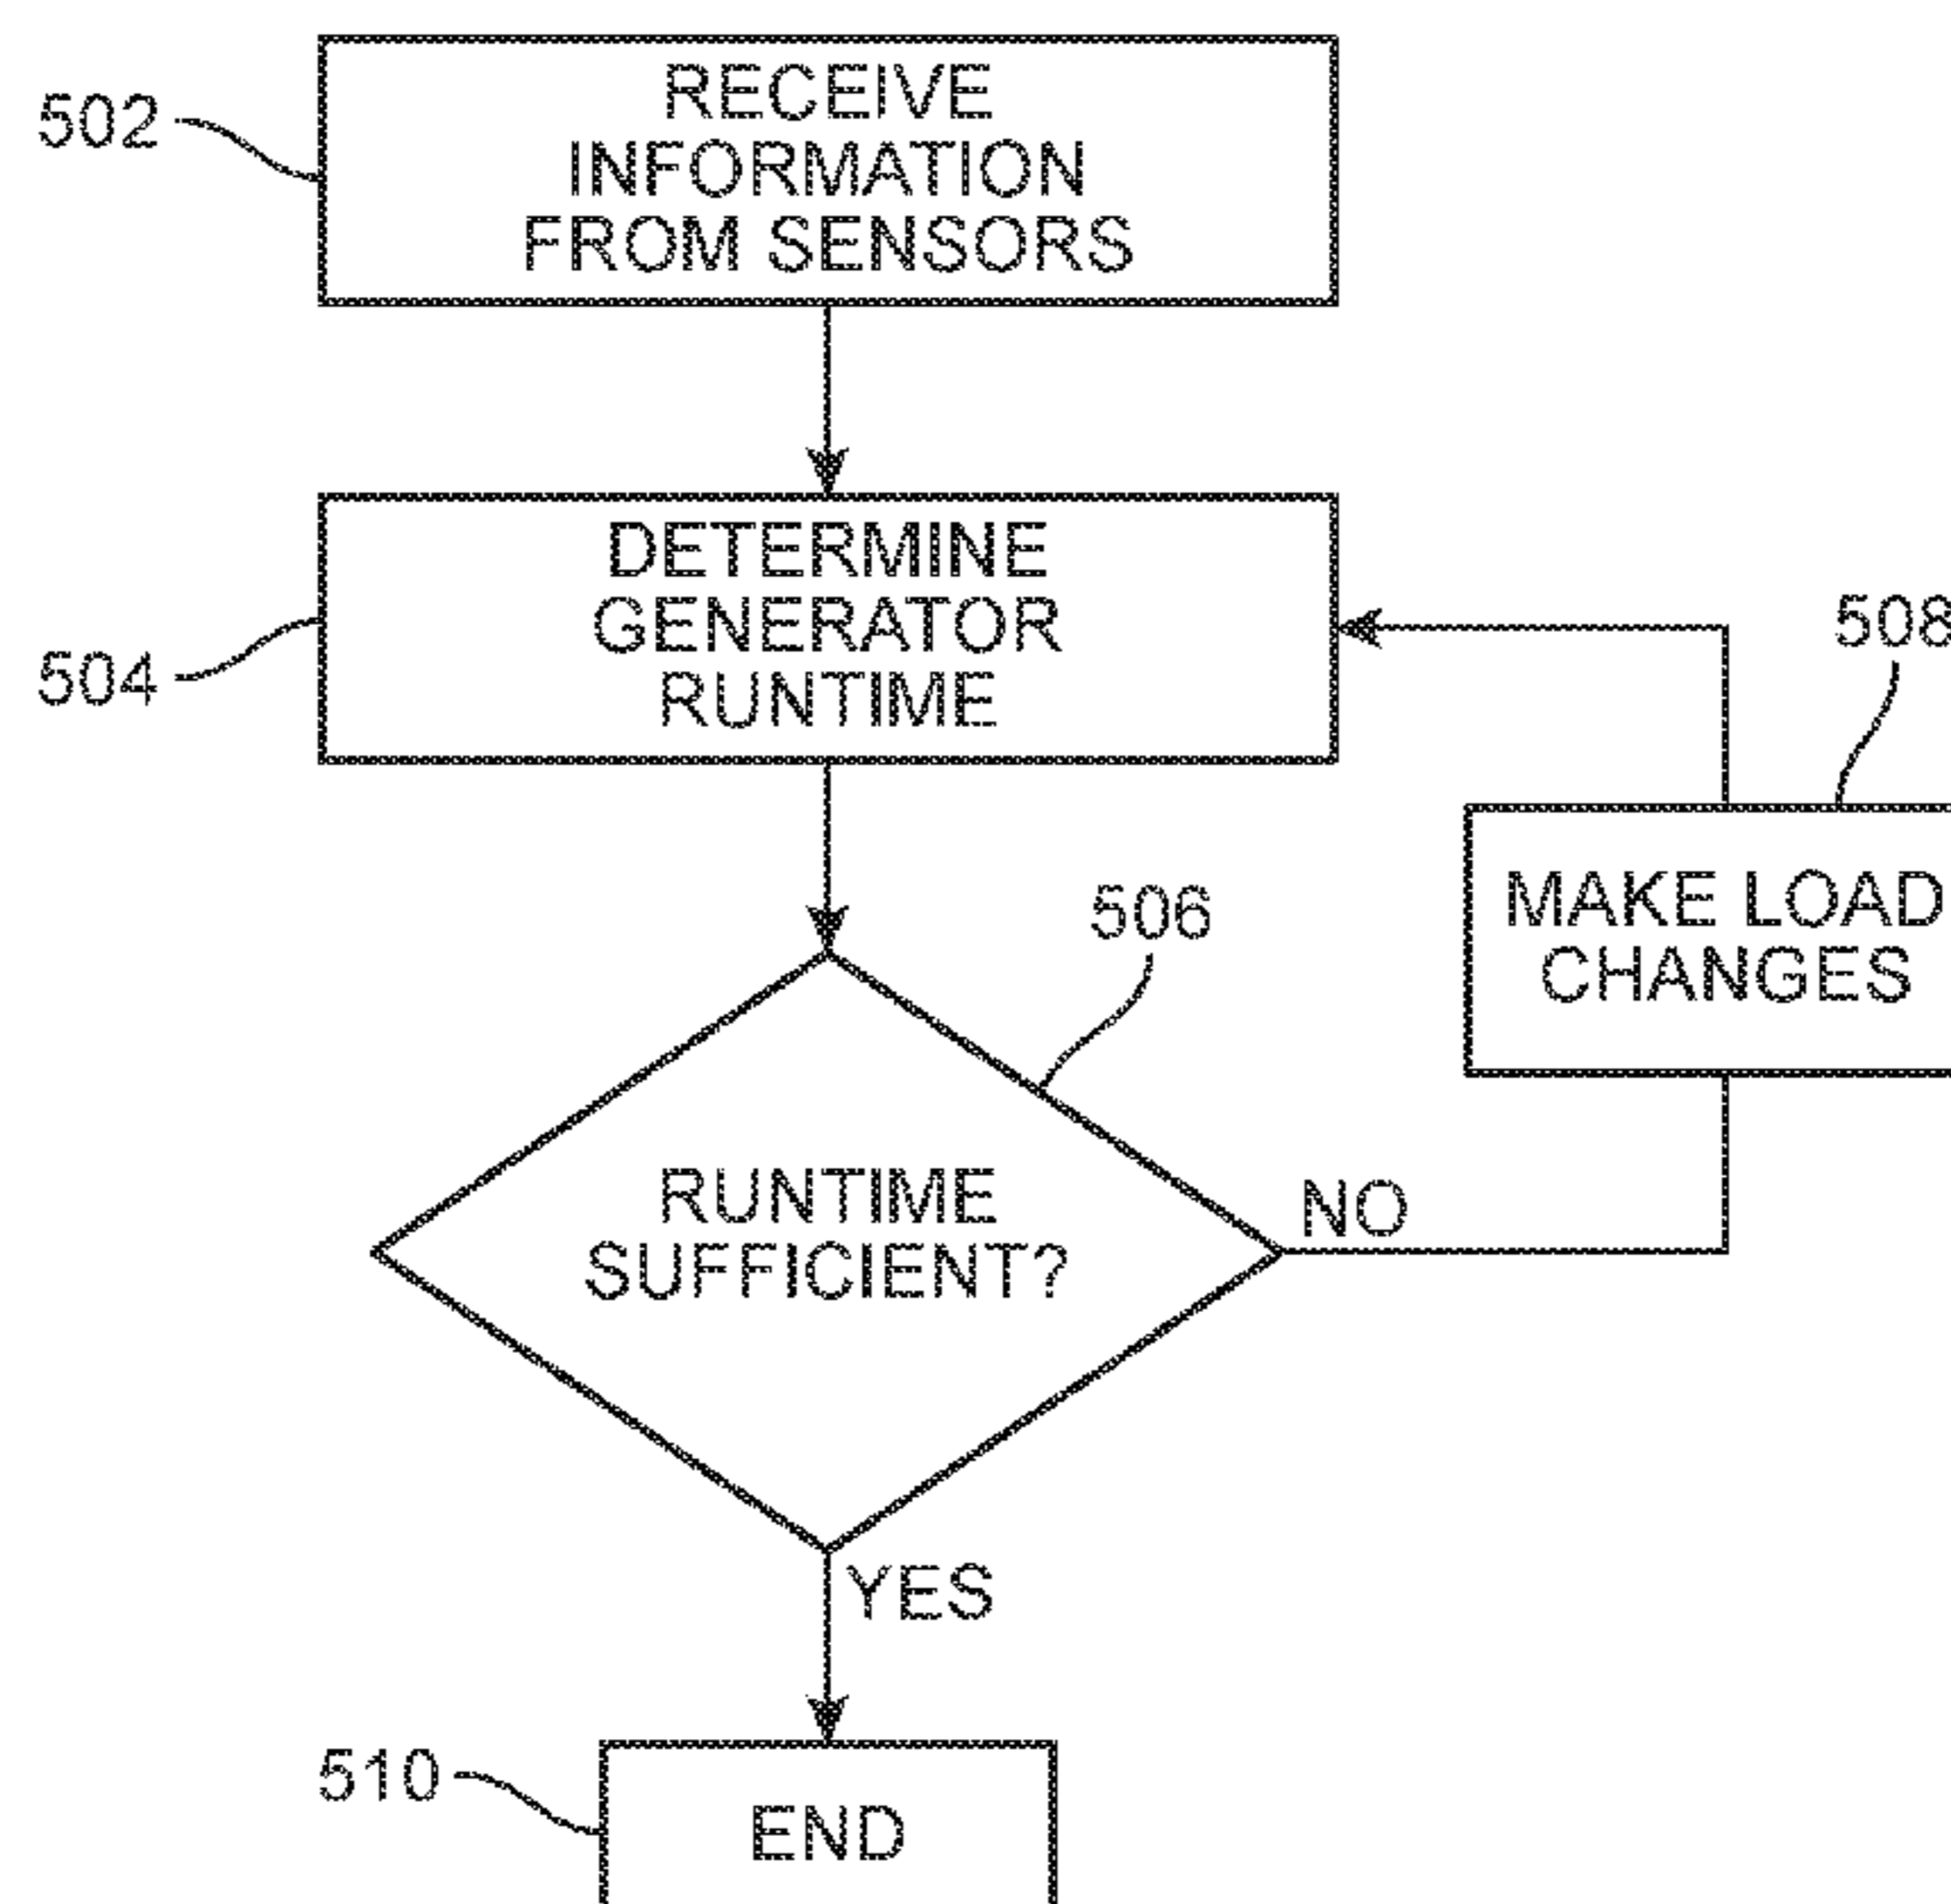 502
RECEIVE
INFORMATION
FROM SENSORS
504
DETERMINE
GENERATOR
RUNTIME
508
MAKE LOAD
CHANGES
506
RUNTIME
SUFFICIENT?
NO
YES
510
END